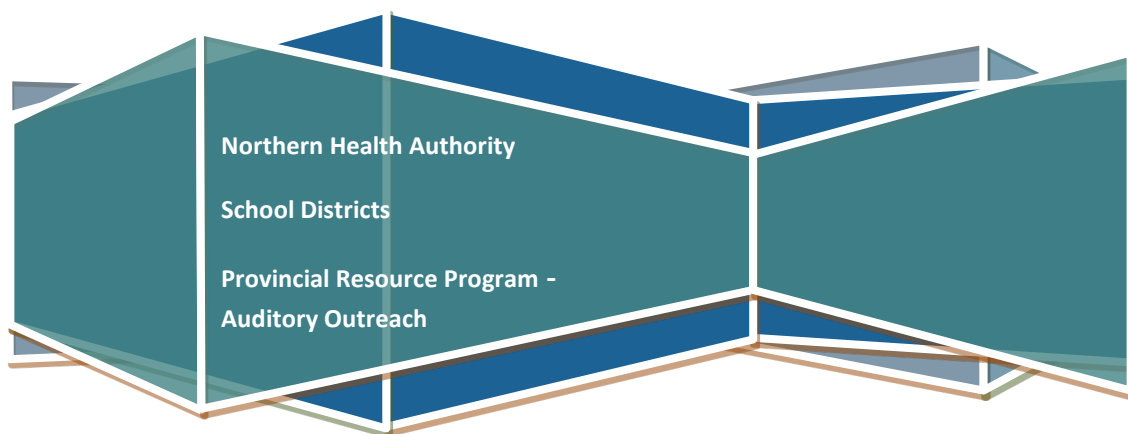 Northern Health Authority
School Districts
Provincial Resource Program -
Auditory Outreach